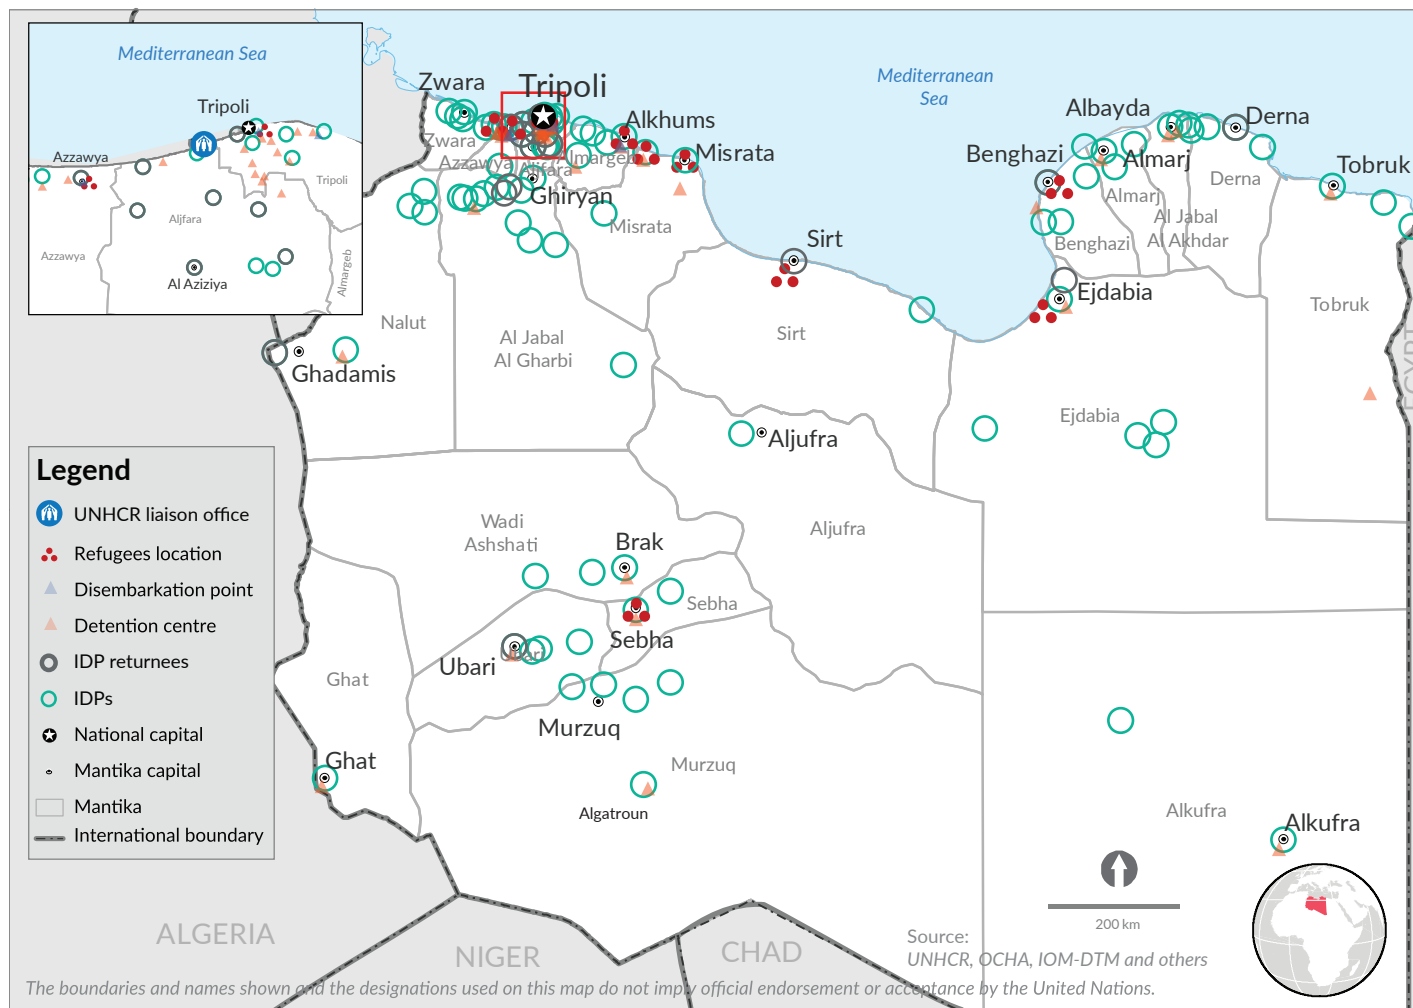 Mediterranean Sea
Tripoli
Azzawya
Tripoli
Aljfara
Azzawya
Almargeb
Al Aziziya
Zwara
Tripoli
Mediterranean
Sea
Alkhums
Misrata
Zwara
Azzawya
Aljfara
Almargeb
Ghiryan
Misrata
Albayda
Derna
Benghazi
Almarj
Tobruk
Almarj
Derna
Al Jabal
Al Akhdar
Benghazi
Sirt
Ejdabia
Tobruk
EGYPT
Nalut
Al Jabal
Al Gharbi
Sirt
Ghadamis
Ejdabia
Aljufra
Aljufra
Legend
UNHCR liaison office
Refugees location
Disembarkation point
Detention centre
IDP returnees
IDPs
National capital
Mantika capital
Mantika
International boundary
Wadi
Ashshati
Brak
Sebha
Sebha
Ubari
Ubari
Ghat
Murzuq
Ghat
Murzuq
Algatroun
Alkufra
Alkufra
200 km
ALGERIA
NIGER
CHAD
Source:
UNHCR, OCHA, IOM-DTM and others
The boundaries and names shown and the designations used on this map do not imply official endorsement or acceptance by the United Nations.